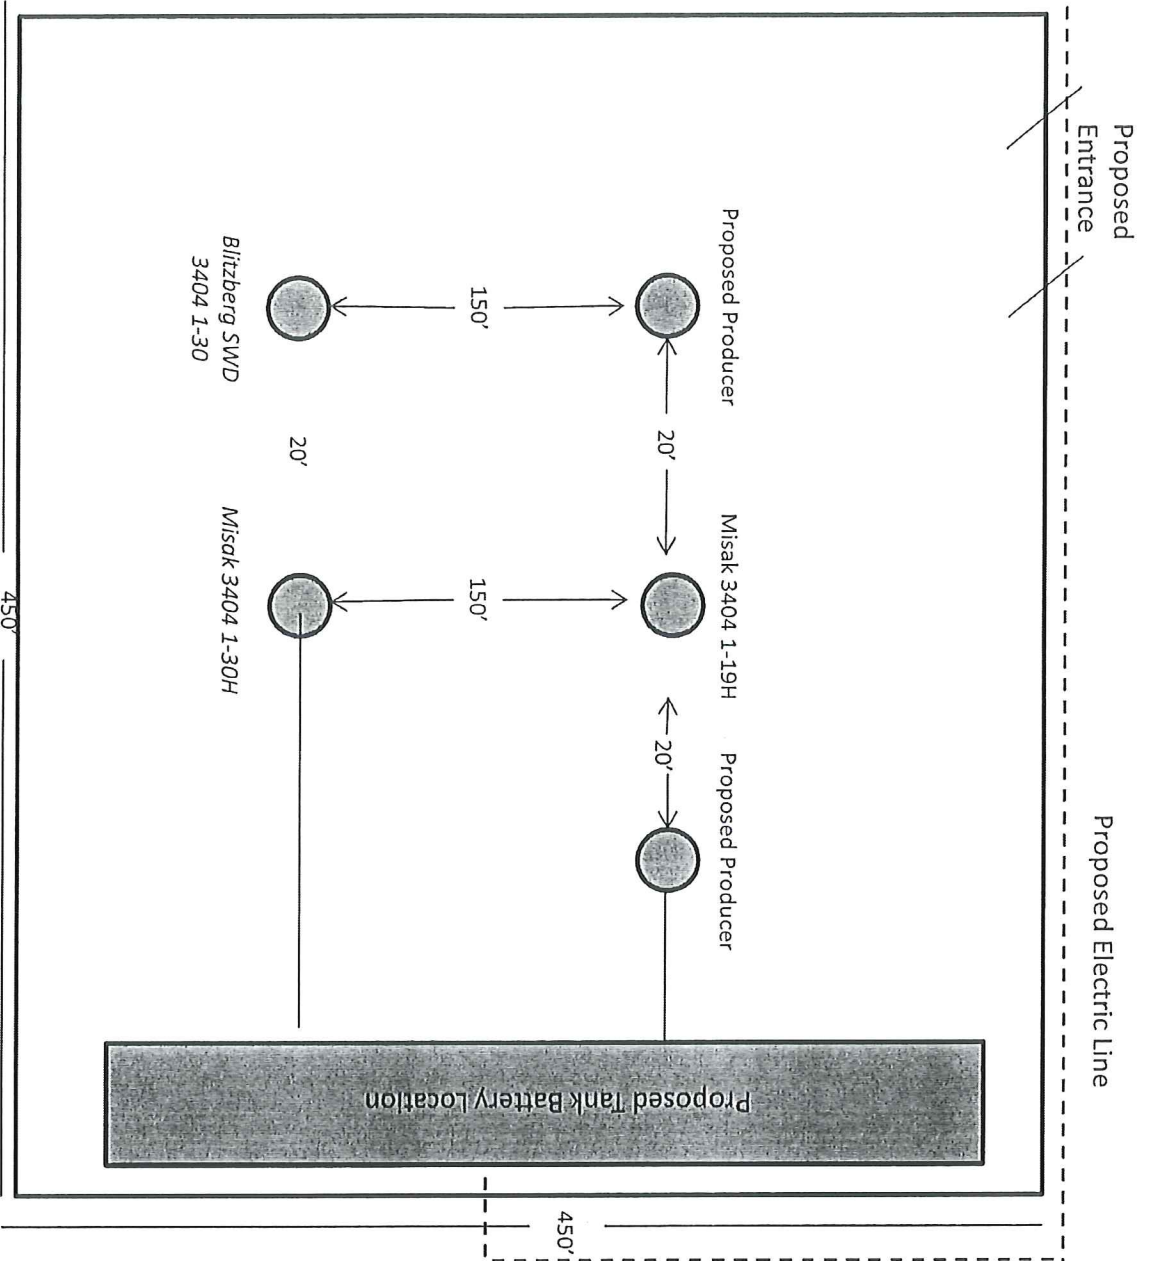 Proposed
Entrance
Proposed Electric Line
Proposed Producer
Misak 3404 1-19H
Proposed Producer
20'
20'
150'
150'
20'
Blitzberg SWD
3404 1-30
Misak 3404 1-30H
Proposed Tank Battery Location
450'
450'